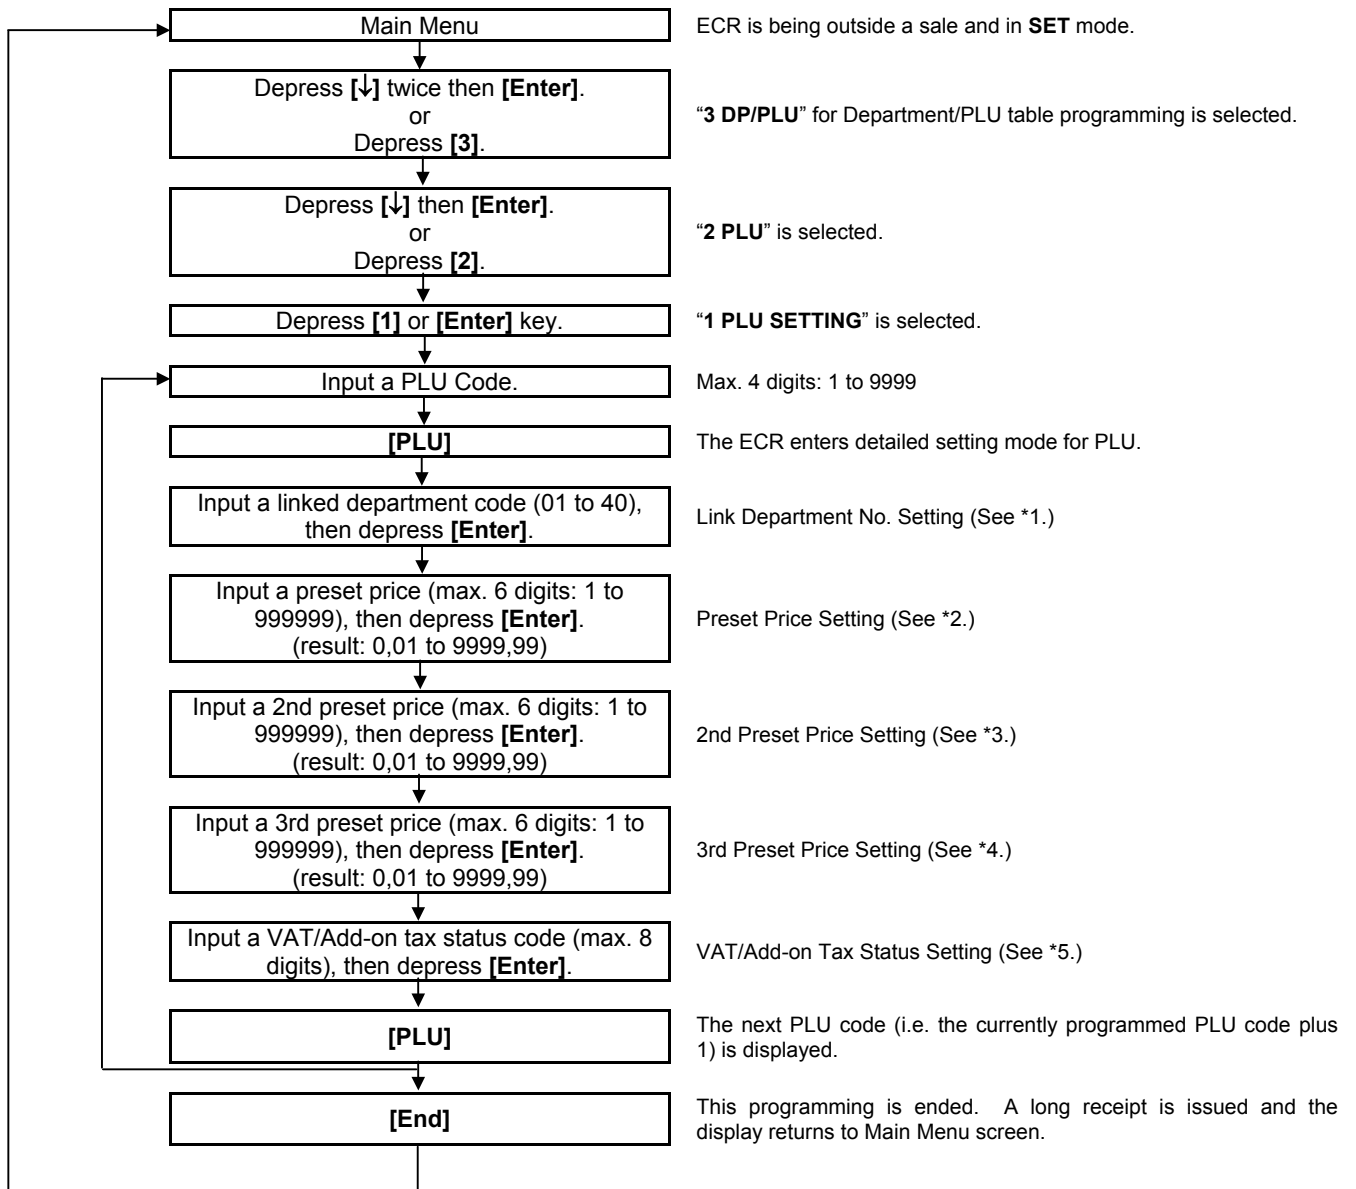 Main Menu
ECR is being outside a sale and in SET mode.
Depress [↓] twice then [Enter].
or
Depress [3].
“3 DP/PLU” for Department/PLU table programming is selected.
Depress [↓] then [Enter].
or
Depress [2].
“2 PLU” is selected.
Depress [1] or [Enter] key.
“1 PLU SETTING” is selected.
Input a PLU Code.
Max. 4 digits: 1 to 9999
[PLU]
The ECR enters detailed setting mode for PLU.
Input a linked department code (01 to 40),
then depress [Enter].
Link Department No. Setting (See *1.)
Input a preset price (max. 6 digits: 1 to
999999), then depress [Enter].
(result: 0,01 to 9999,99)
Preset Price Setting (See *2.)
Input a 2nd preset price (max. 6 digits: 1 to
999999), then depress [Enter].
(result: 0,01 to 9999,99)
2nd Preset Price Setting (See *3.)
Input a 3rd preset price (max. 6 digits: 1 to
999999), then depress [Enter].
(result: 0,01 to 9999,99)
3rd Preset Price Setting (See *4.)
Input a VAT/Add-on tax status code (max. 8
digits), then depress [Enter].
VAT/Add-on Tax Status Setting (See *5.)
[PLU]
The next PLU code (i.e. the currently programmed PLU code plus
1) is displayed.
[End]
This programming is ended. A long receipt is issued and the
display returns to Main Menu screen.